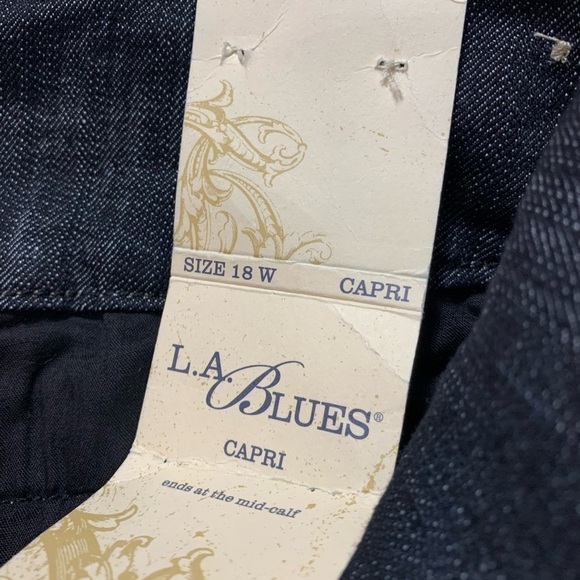 SIZE 18 W CAPRI
L.A. BLUES®
CAPRI
ends at the mid-calf